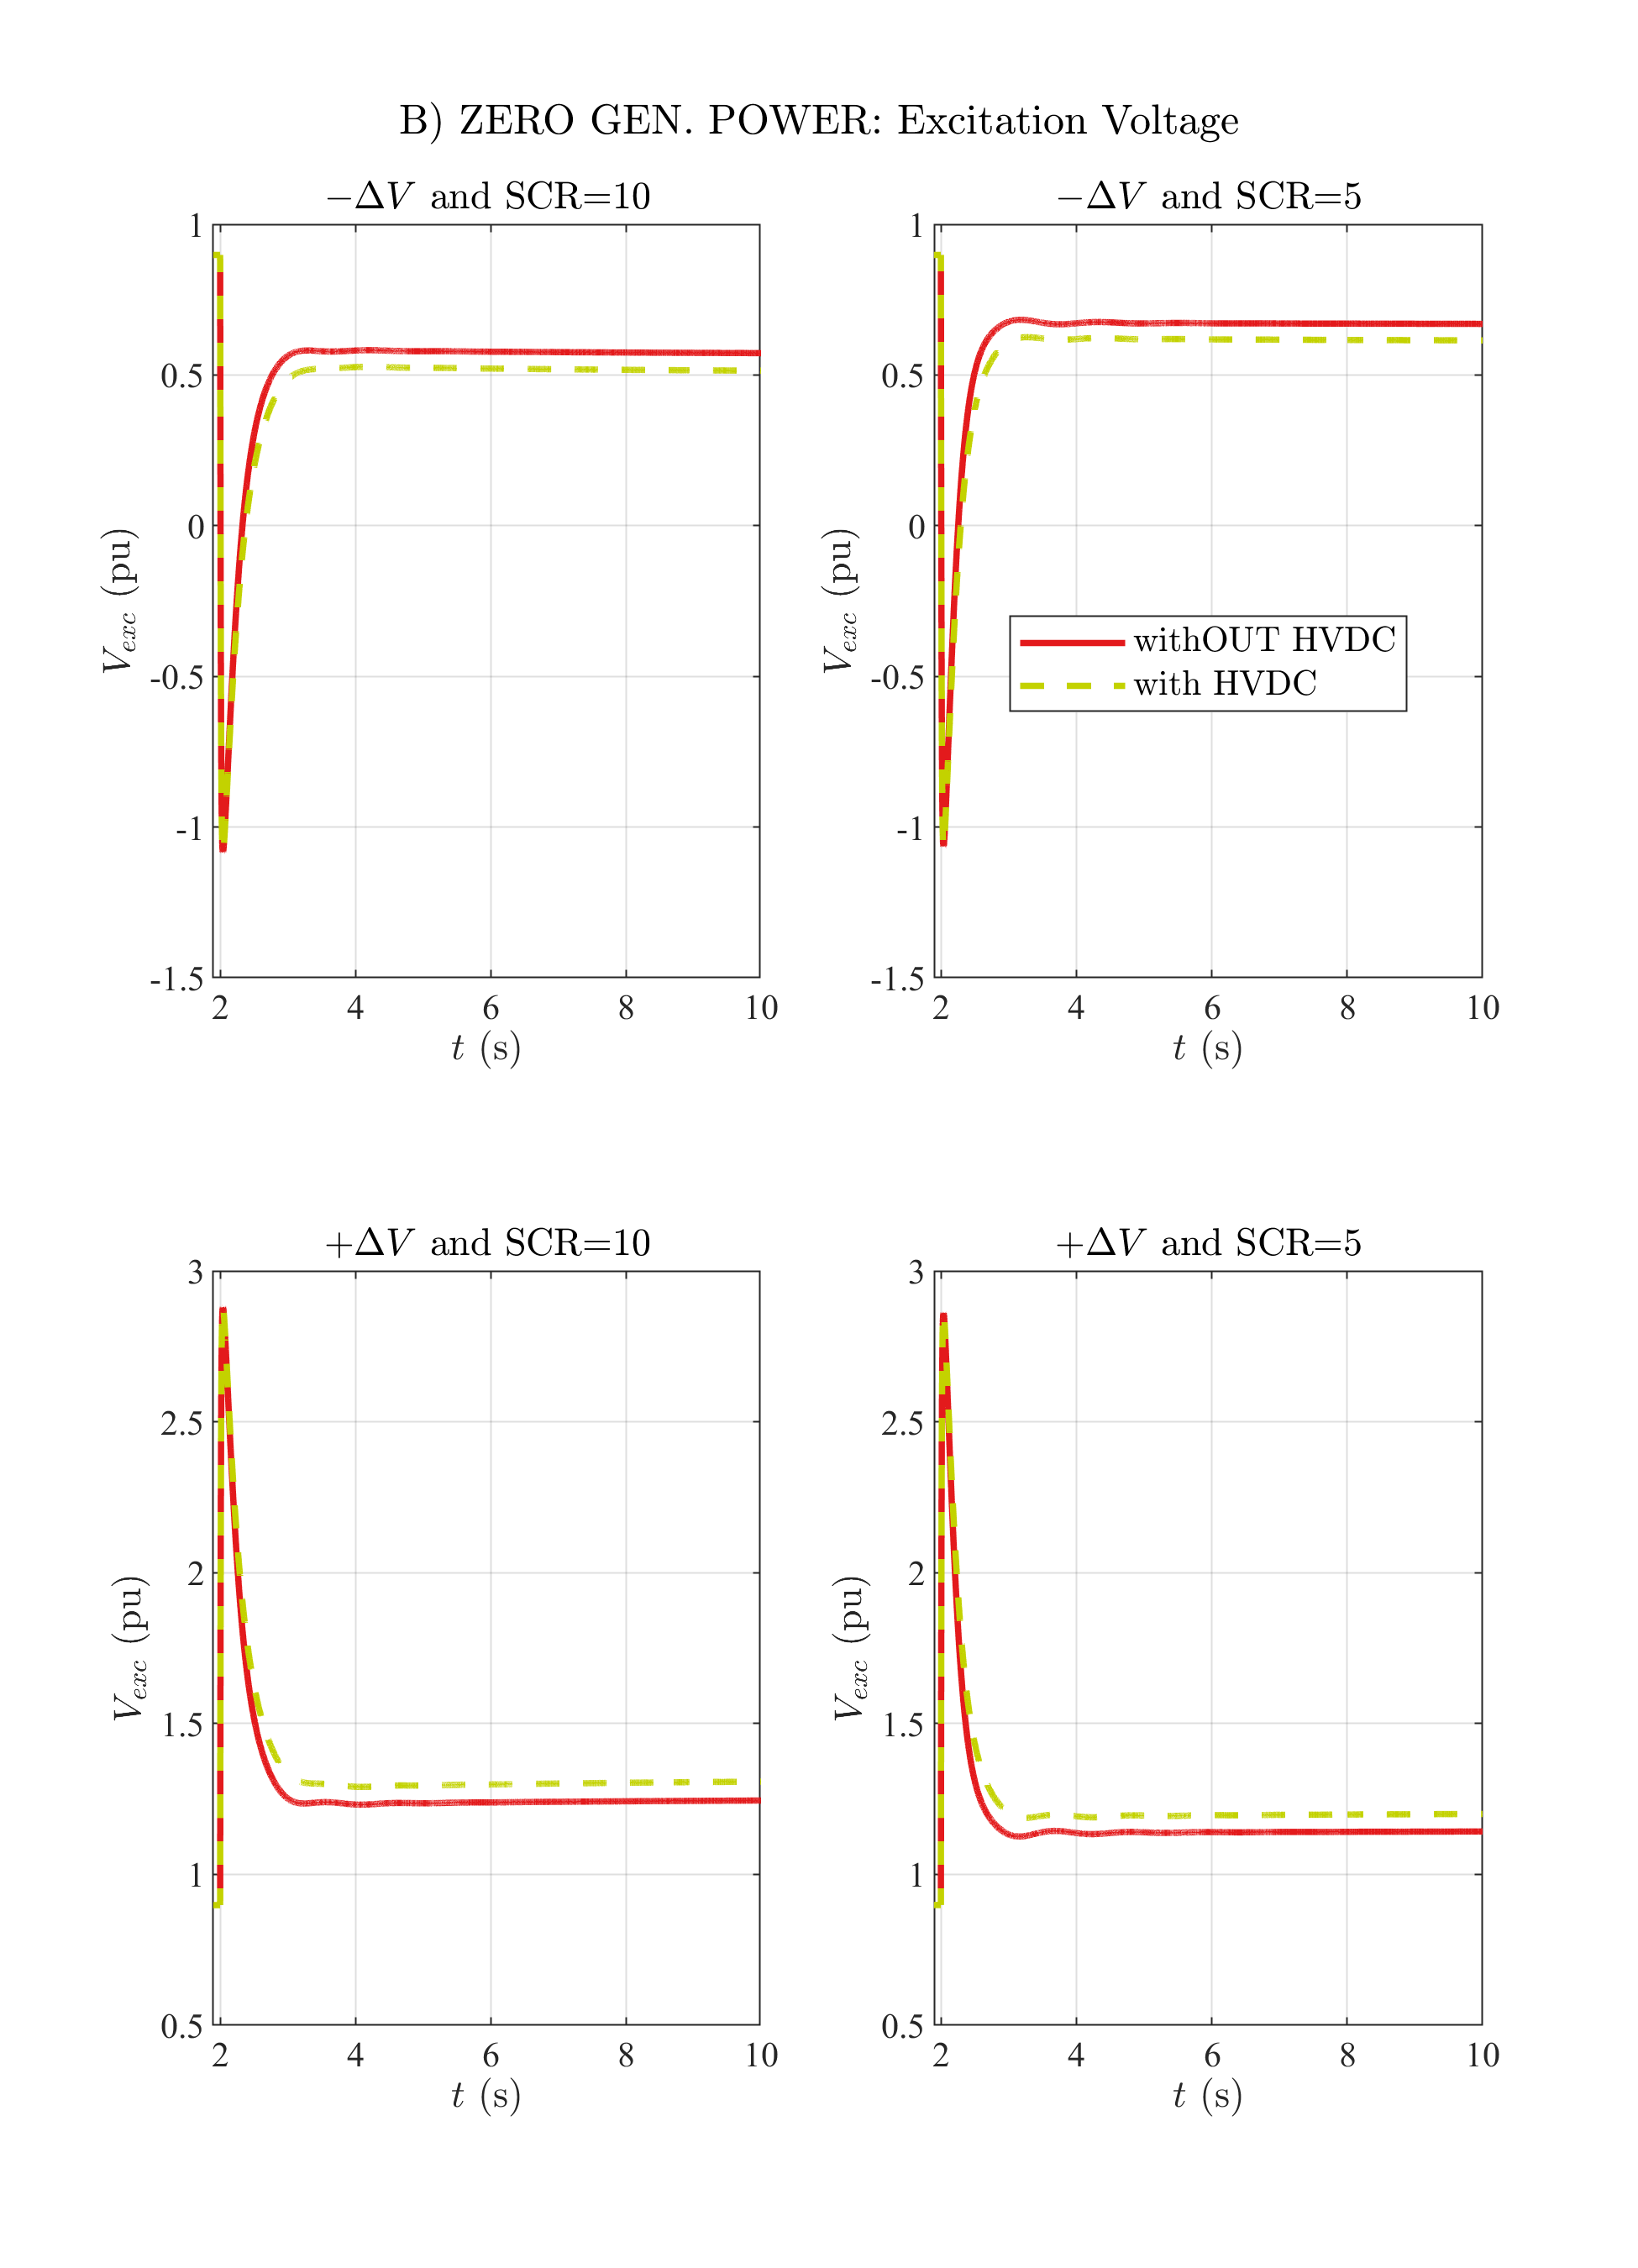 B) ZERO GEN. POWER: Excitation Voltage
−ΔV and SCR=10
1
0.5
0
-0.5
-1
-1.5
V_exc (pu)
2 4 6 8 10
t (s)
−ΔV and SCR=5
1
0.5
0
-0.5
-1
-1.5
V_exc (pu)
withOUT HVDC
with HVDC
2 4 6 8 10
t (s)
+ΔV and SCR=10
3
2.5
2
1.5
1
0.5
V_exc (pu)
2 4 6 8 10
t (s)
+ΔV and SCR=5
3
2.5
2
1.5
1
0.5
V_exc (pu)
2 4 6 8 10
t (s)